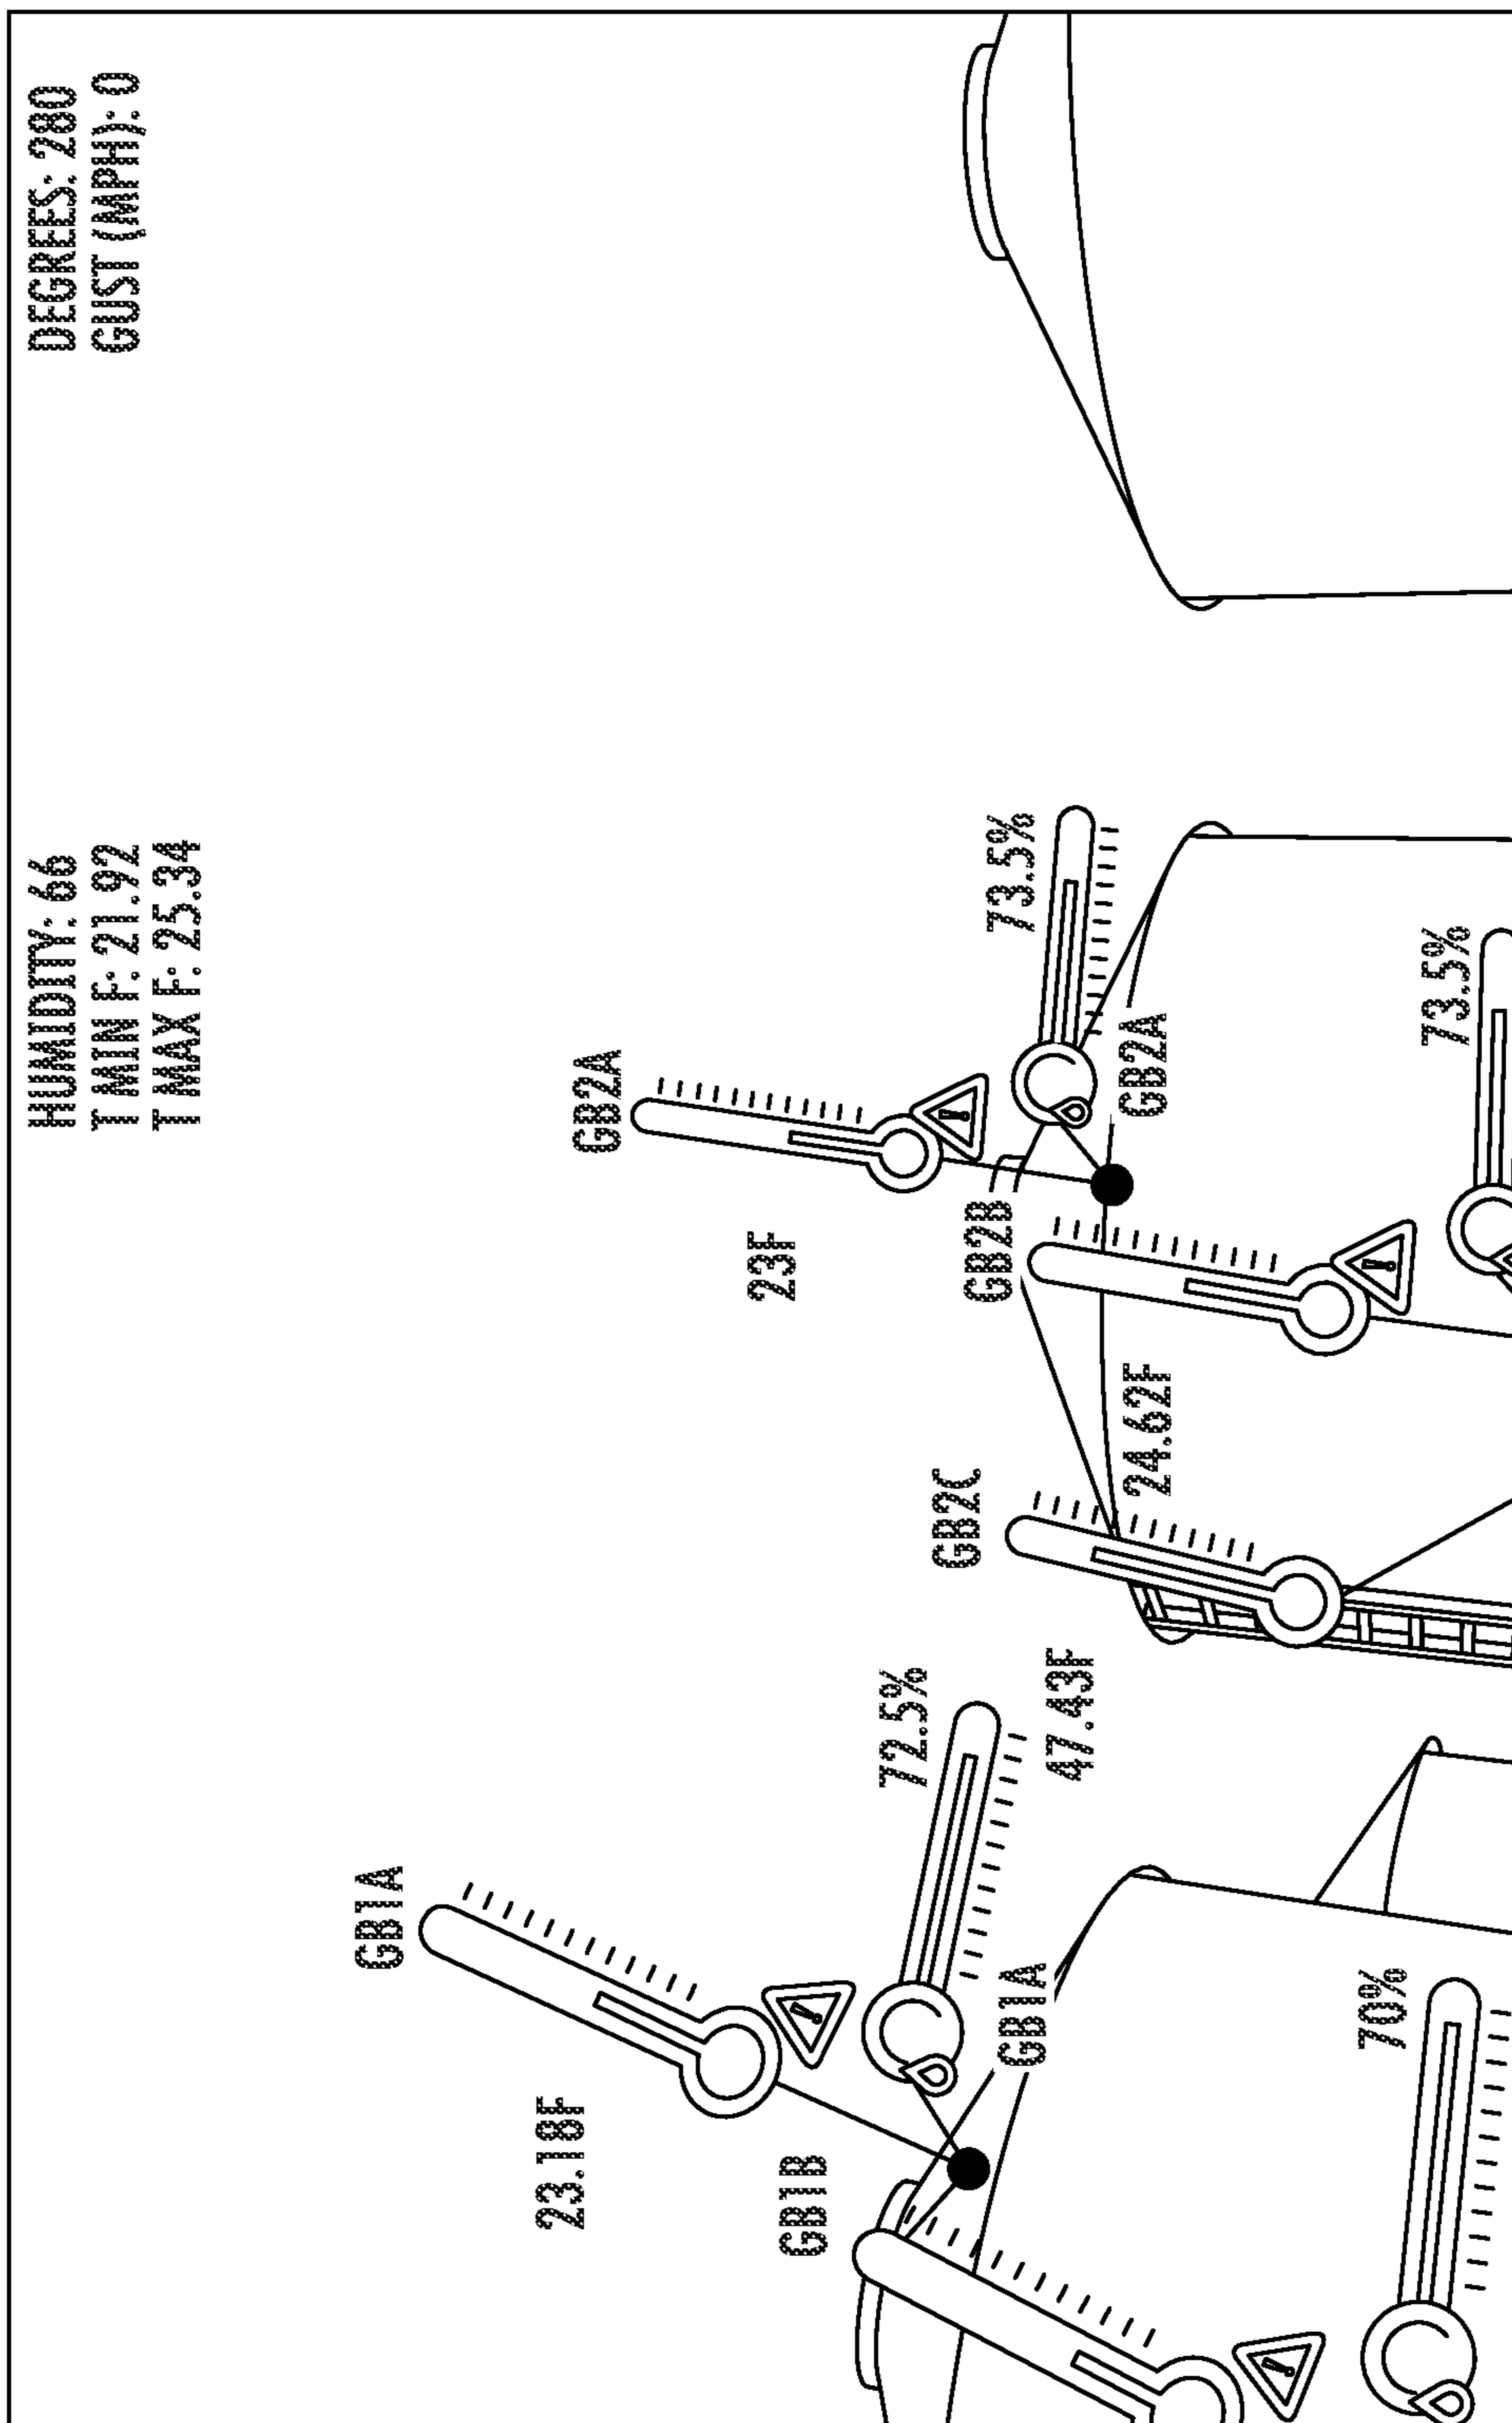 HUMIDITY: 66
T MIN F: 21.92
T MAX F: 25.34
DEGREES: 280
GUST (MPH): 0
GB1A
23.18F
GB1B
72.5%
GB1A
47.43F
70%
GB2A
23F
GB2B
GB2C
24.62F
73.5%
GB2A
73.5%